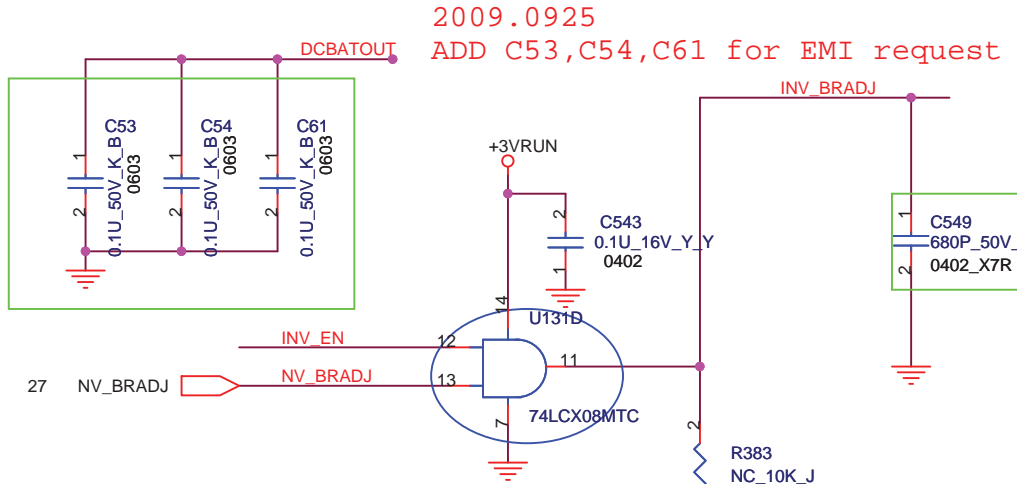 2009.0925
ADD C53,C54,C61 for EMI request
DCBATOUT
INV_BRADJ
C53
1
2
0.1U_50V_K_B
0603
C54
1
2
0.1U_50V_K_B
0603
C61
1
2
0.1U_50V_K_B
0603
+3VRUN
C543
2
0.1U_16V_Y_Y
1
0402
C549
1
680P_50V_
2
0402_X7R
14
U131D
INV_EN
12
11
27
NV_BRADJ
NV_BRADJ
13
7
74LCX08MTC
2
R383
NC_10K_J